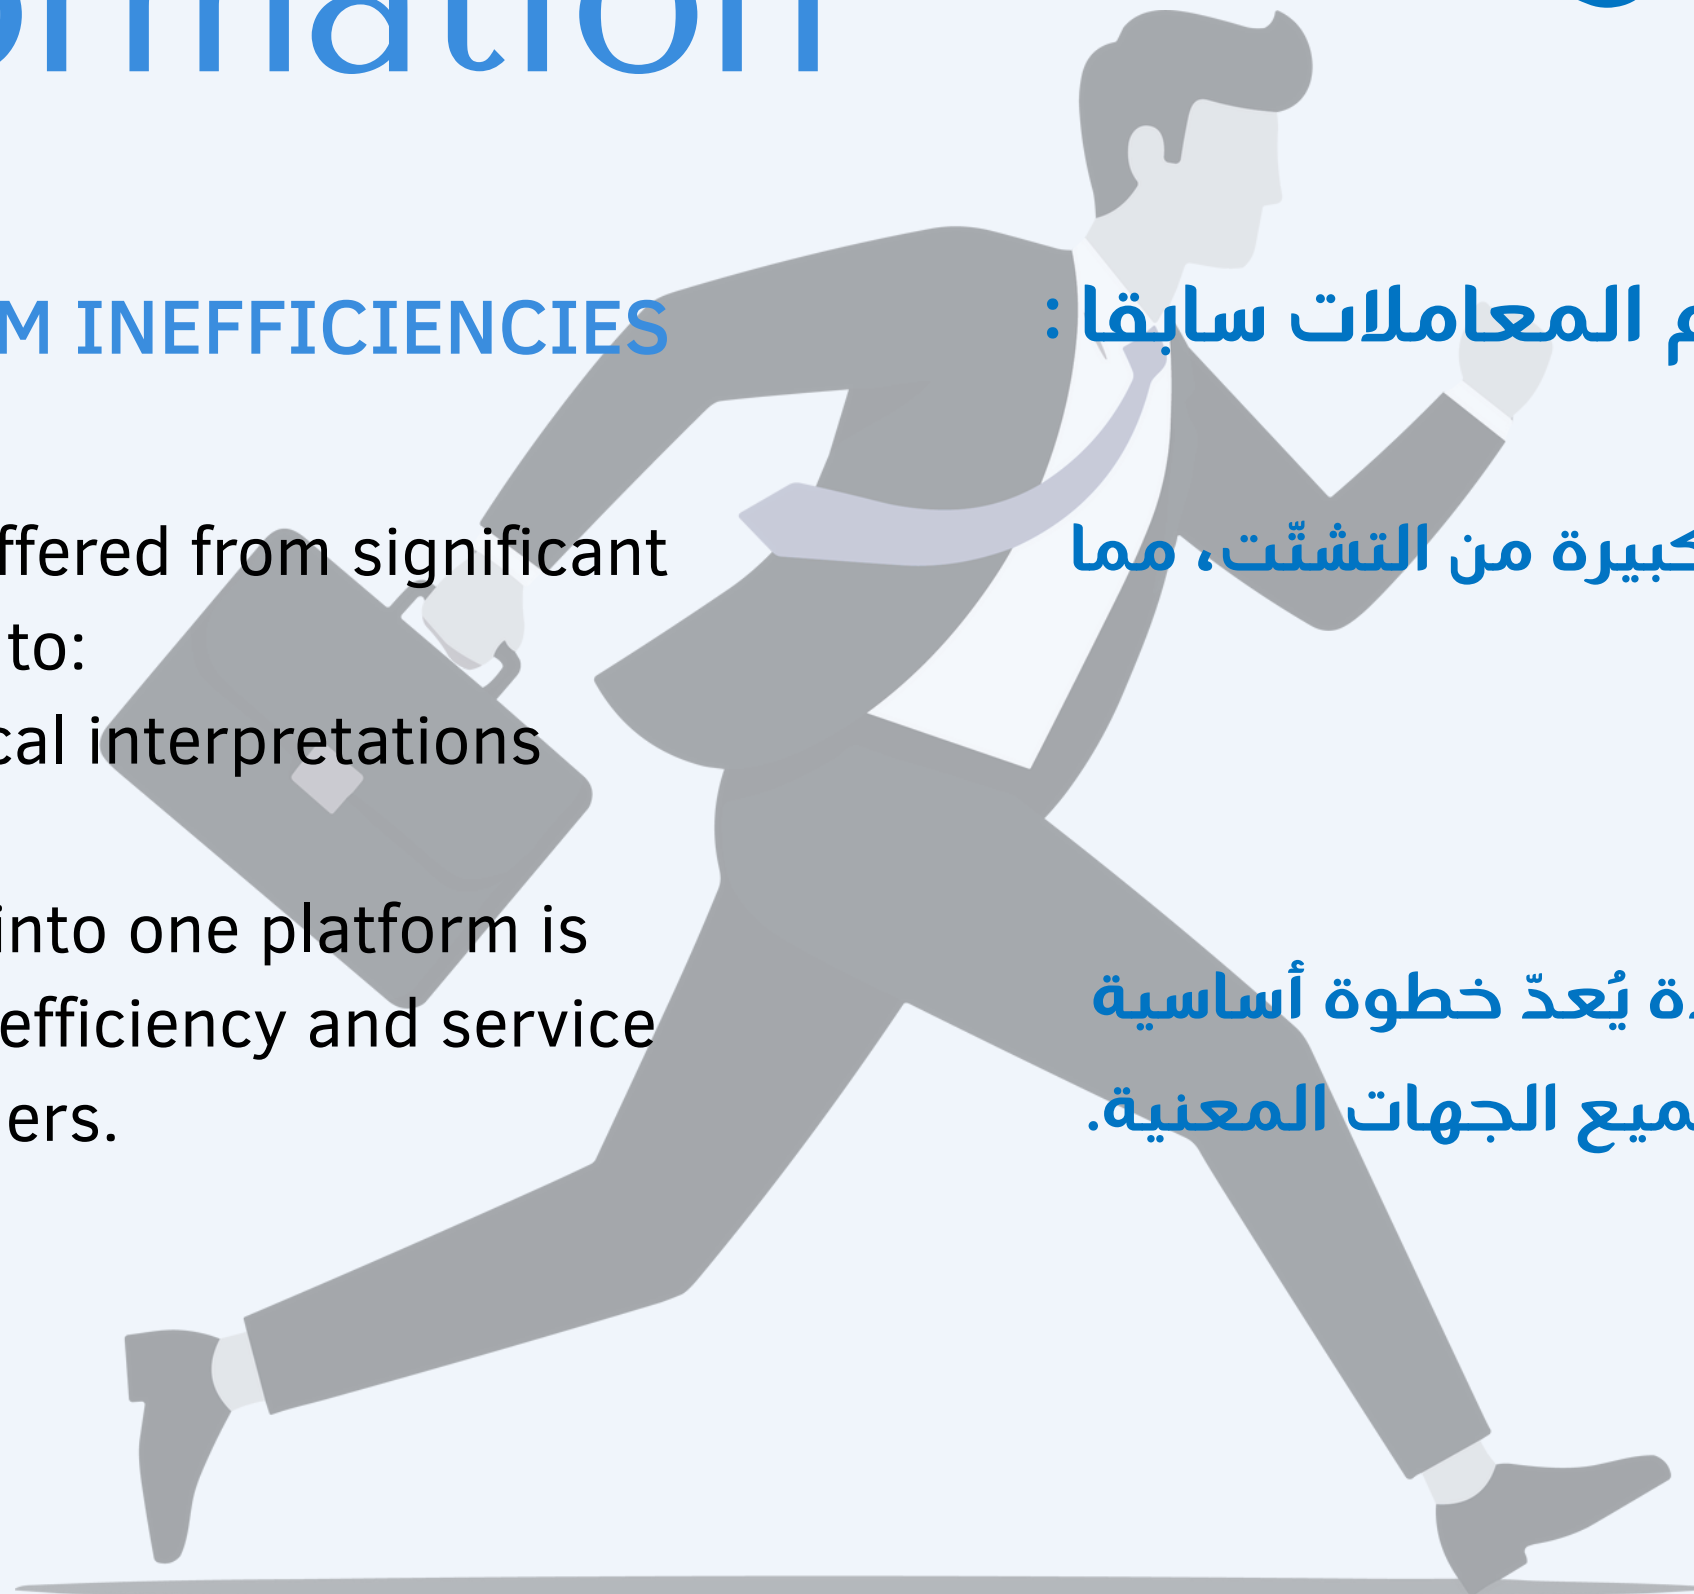 ormation
M INEFFICIENCIES
ffered from significant
to:
cal interpretations
into one platform is
efficiency and service
ers.
م المعاملات سابقا :
كبيرة من التشتّت، مما
ة يُعدّ خطوة أساسية
ميع الجهات المعنية.